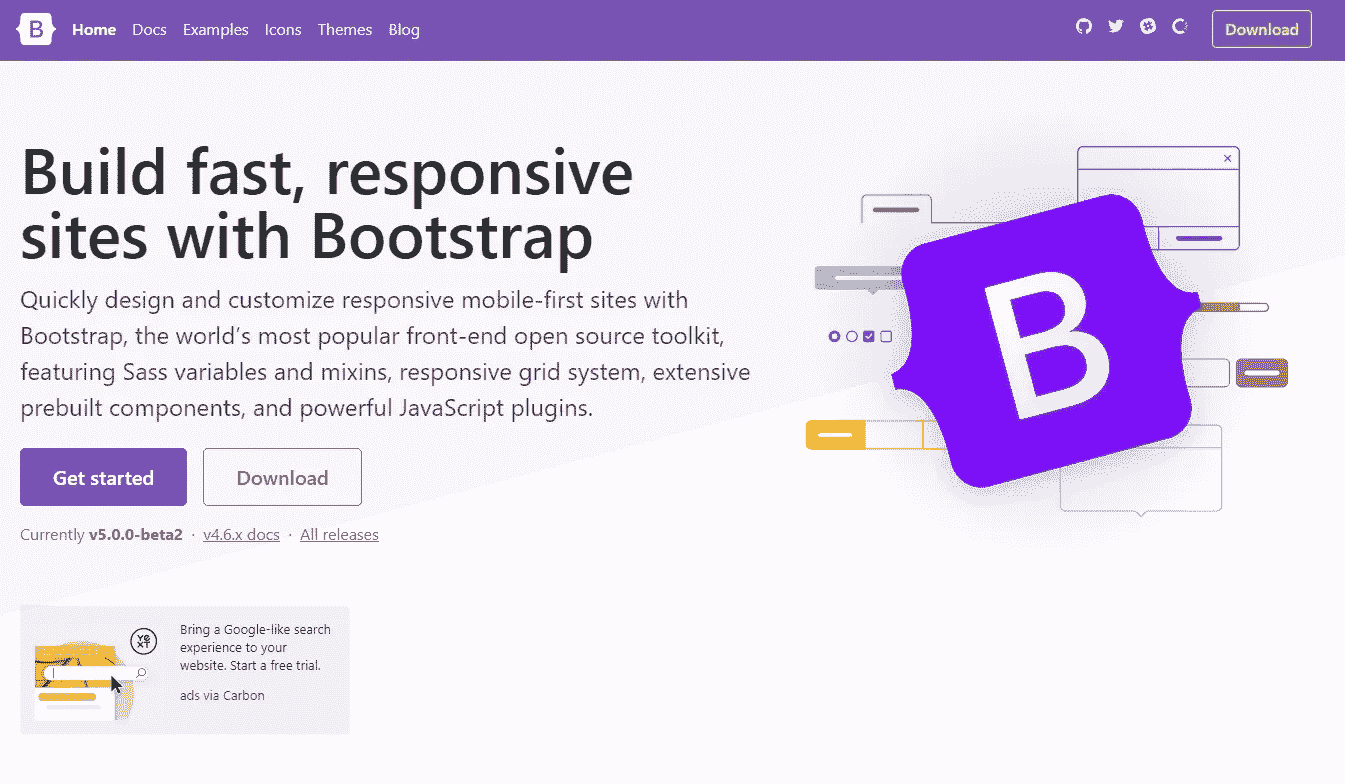 B Home Docs Examples Icons Themes Blog Download
Build fast, responsive
sites with Bootstrap
Quickly design and customize responsive mobile-first sites with
Bootstrap, the world’s most popular front-end open source toolkit,
featuring Sass variables and mixins, responsive grid system, extensive
prebuilt components, and powerful JavaScript plugins.
Get started Download
Currently v5.0.0-beta2 · v4.6.x docs · All releases
B
YEXT
Bring a Google-like search
experience to your
website. Start a free trial.
ads via Carbon